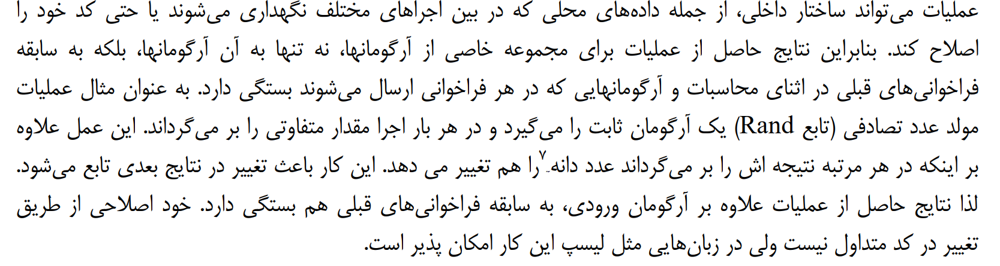 عملیات می‌تواند ساختار داخلی، از جمله داده‌های محلی که در بین اجراهای مختلف نگهداری می‌شوند یا حتی کد خود را
اصلاح کند. بنابراین نتایج حاصل از عملیات برای مجموعه خاصی از آرگومانها، نه تنها به آن آرگومانها، بلکه به سابقه
فراخوانی‌های قبلی در اثنای محاسبات و آرگومانهایی که در هر فراخوانی ارسال می‌شوند بستگی دارد. به عنوان مثال عملیات
مولد عدد تصادفی (تابع Rand) یک آرگومان ثابت را می‌گیرد و در هر بار اجرا مقدار متفاوتی را بر می‌گرداند. این عمل علاوه
بر اینکه در هر مرتبه نتیجه اش را بر می‌گرداند عدد دانه۷ را هم تغییر می دهد. این کار باعث تغییر در نتایج بعدی تابع می‌شود.
لذا نتایج حاصل از عملیات علاوه بر آرگومان ورودی، به سابقه فراخوانی‌های قبلی هم بستگی دارد. خود اصلاحی از طریق
تغییر در کد متداول نیست ولی در زبان‌هایی مثل لیسپ این کار امکان پذیر است.